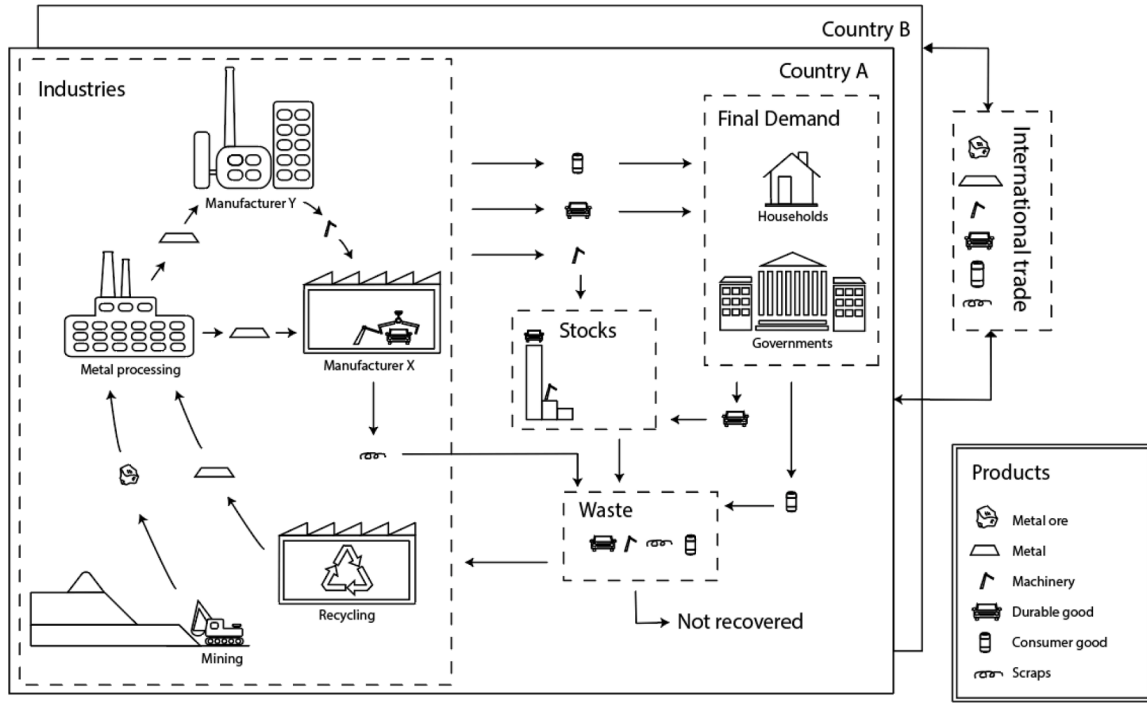 Country B
Country A
Industries
Manufacturer Y
Metal processing
Manufacturer X
Recycling
Mining
Final Demand
Households
Governments
Stocks
Waste
Not recovered
International trade
Products
Metal ore
Metal
Machinery
Durable good
Consumer good
Scraps